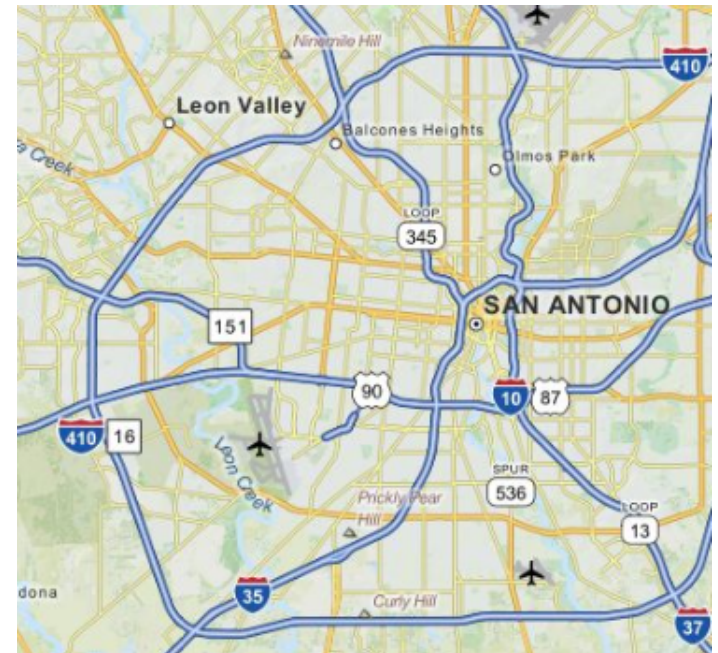 Ninemile Hill
410
Leon Valley
Balcones Heights
Creek
Olmos Park
LOOP
345
SAN ANTONIO
151
90
10
87
410
16
Leon
Creek
SPUR
536
Prickly Pear
Hill
LOOP
13
35
dona
Curly Hill
37